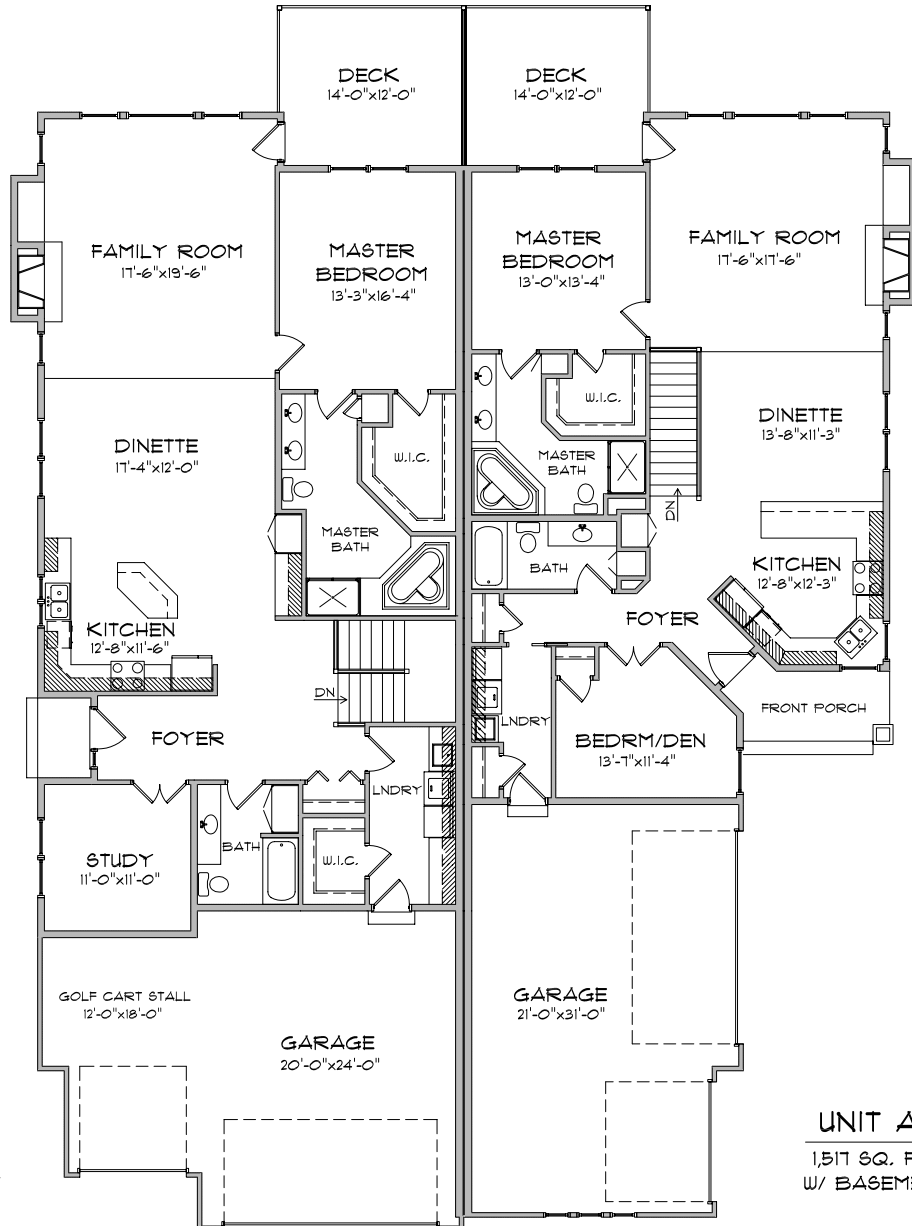 DECK
14'-0"x12'-0"
DECK
14'-0"x12'-0"
FAMILY ROOM
17'-6"x19'-6"
MASTER
BEDROOM
13'-3"x16'-4"
MASTER
BEDROOM
13'-0"x13'-4"
FAMILY ROOM
17'-6"x17'-6"
DINETTE
17'-4"x12'-0"
W.I.C.
MASTER
BATH
W.I.C.
MASTER
BATH
DINETTE
13'-8"x11'-3"
DN
KITCHEN
12'-8"x11'-6"
BATH
KITCHEN
12'-8"x12'-3"
FOYER
DN
FOYER
LNDRY
LNDRY
BEDRM/DEN
13'-7"x11'-4"
FRONT PORCH
STUDY
11'-0"x11'-0"
BATH
W.I.C.
GOLF CART STALL
12'-0"x18'-0"
GARAGE
20'-0"x24'-0"
GARAGE
21'-0"x31'-0"
UNIT A
1,517 SQ. F
W/ BASEM